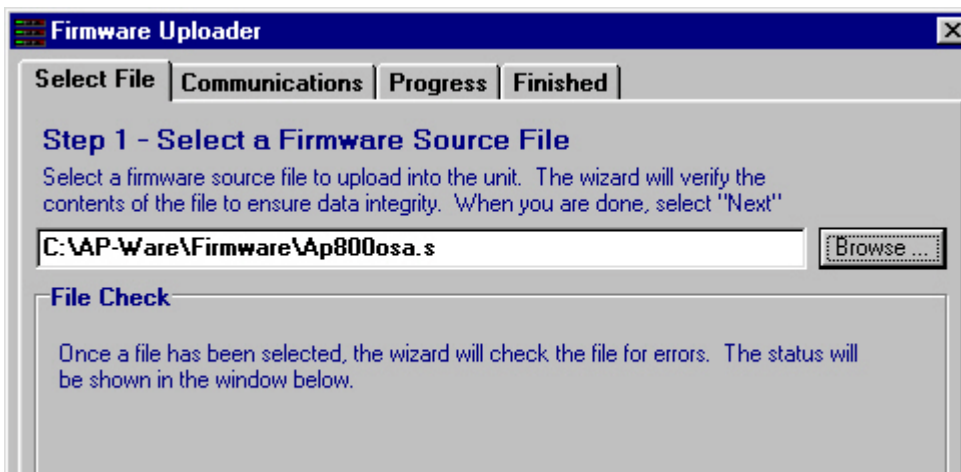 Firmware Uploader
Select File Communications Progress Finished
Step 1 - Select a Firmware Source File
Select a firmware source file to upload into the unit. The wizard will verify the
contents of the file to ensure data integrity. When you are done, select "Next"
C:\AP-Ware\Firmware\Ap800osa.s Browse ...
File Check
Once a file has been selected, the wizard will check the file for errors. The status will
be shown in the window below.